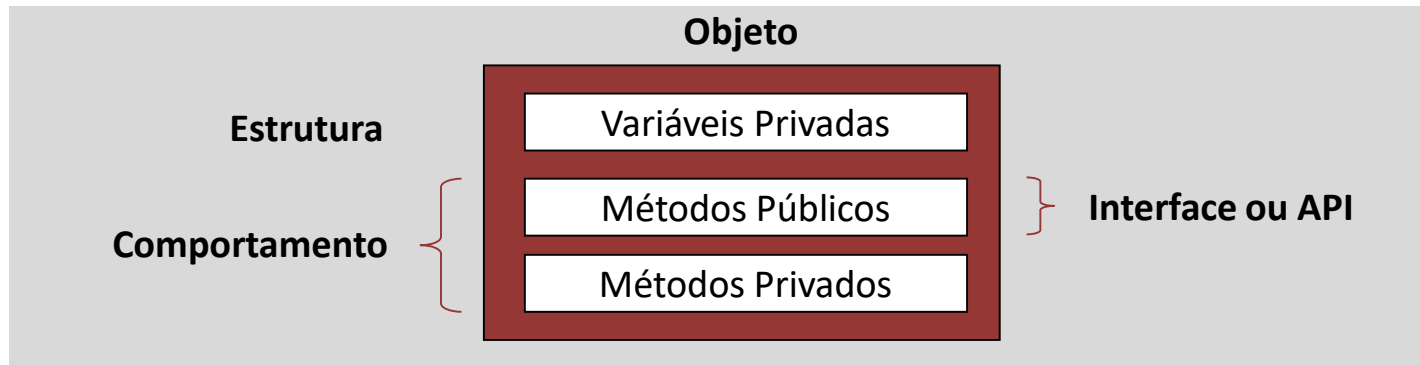 Objeto
Estrutura
Variáveis Privadas
Métodos Públicos
Interface ou API
Comportamento
Métodos Privados